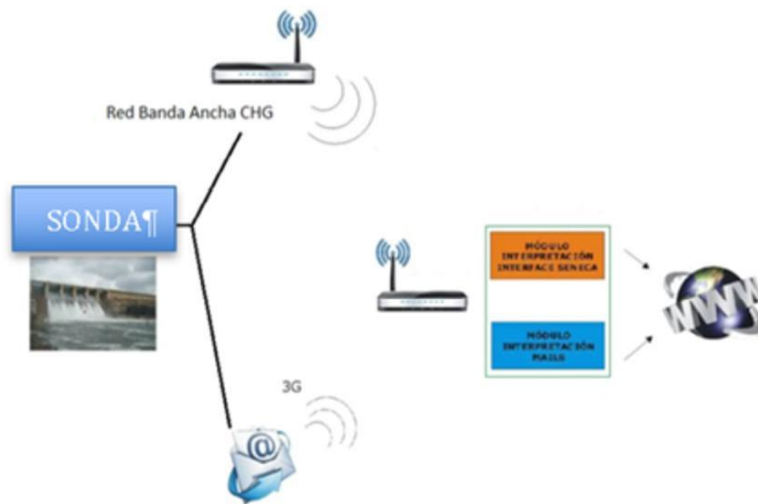 Red Banda Ancha CHG
SONDA¶
MÓDULO
INTERPRETACIÓN
INTERFACE SENECA
MÓDULO
INTERPRETACIÓN
MAILS
WWW
3G
@